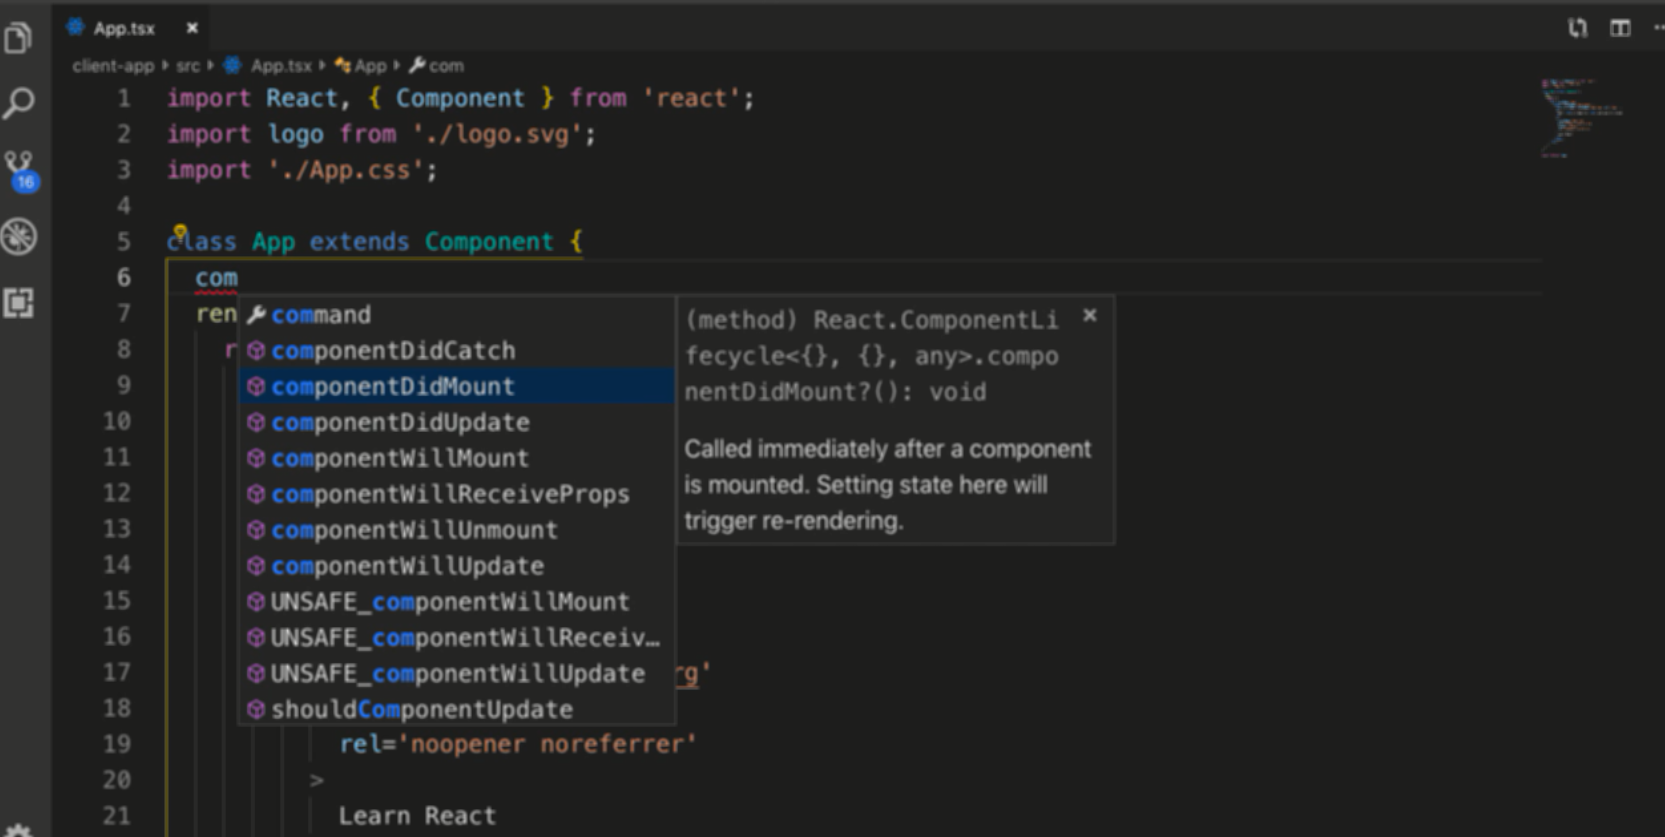 App.tsx ×
client-app src App.tsx App com
16
1 import React, { Component } from 'react';
2 import logo from './logo.svg';
3 import './App.css';
4
5 class App extends Component {
6 com
7 ren
8 r
9
10
11
12
13
14
15
16
17 rg'
18
19 rel='noopener noreferrer'
20 >
21 Learn React
command
componentDidCatch
componentDidMount
componentDidUpdate
componentWillMount
componentWillReceiveProps
componentWillUnmount
componentWillUpdate
UNSAFE_componentWillMount
UNSAFE_componentWillReceiv…
UNSAFE_componentWillUpdate
shouldComponentUpdate
(method) React.ComponentLi ×
fecycle<{}, {}, any>.compo
nentDidMount?(): void
Called immediately after a component
is mounted. Setting state here will
trigger re-rendering.